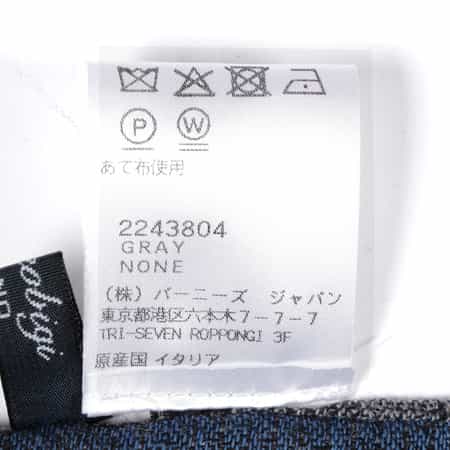 P W
あて布使用
2243804
GRAY
NONE
(株) バーニーズ ジャパン
東京都港区六本木7-7-7
TRI-SEVEN ROPPONGI 3F
原産国 イタリア